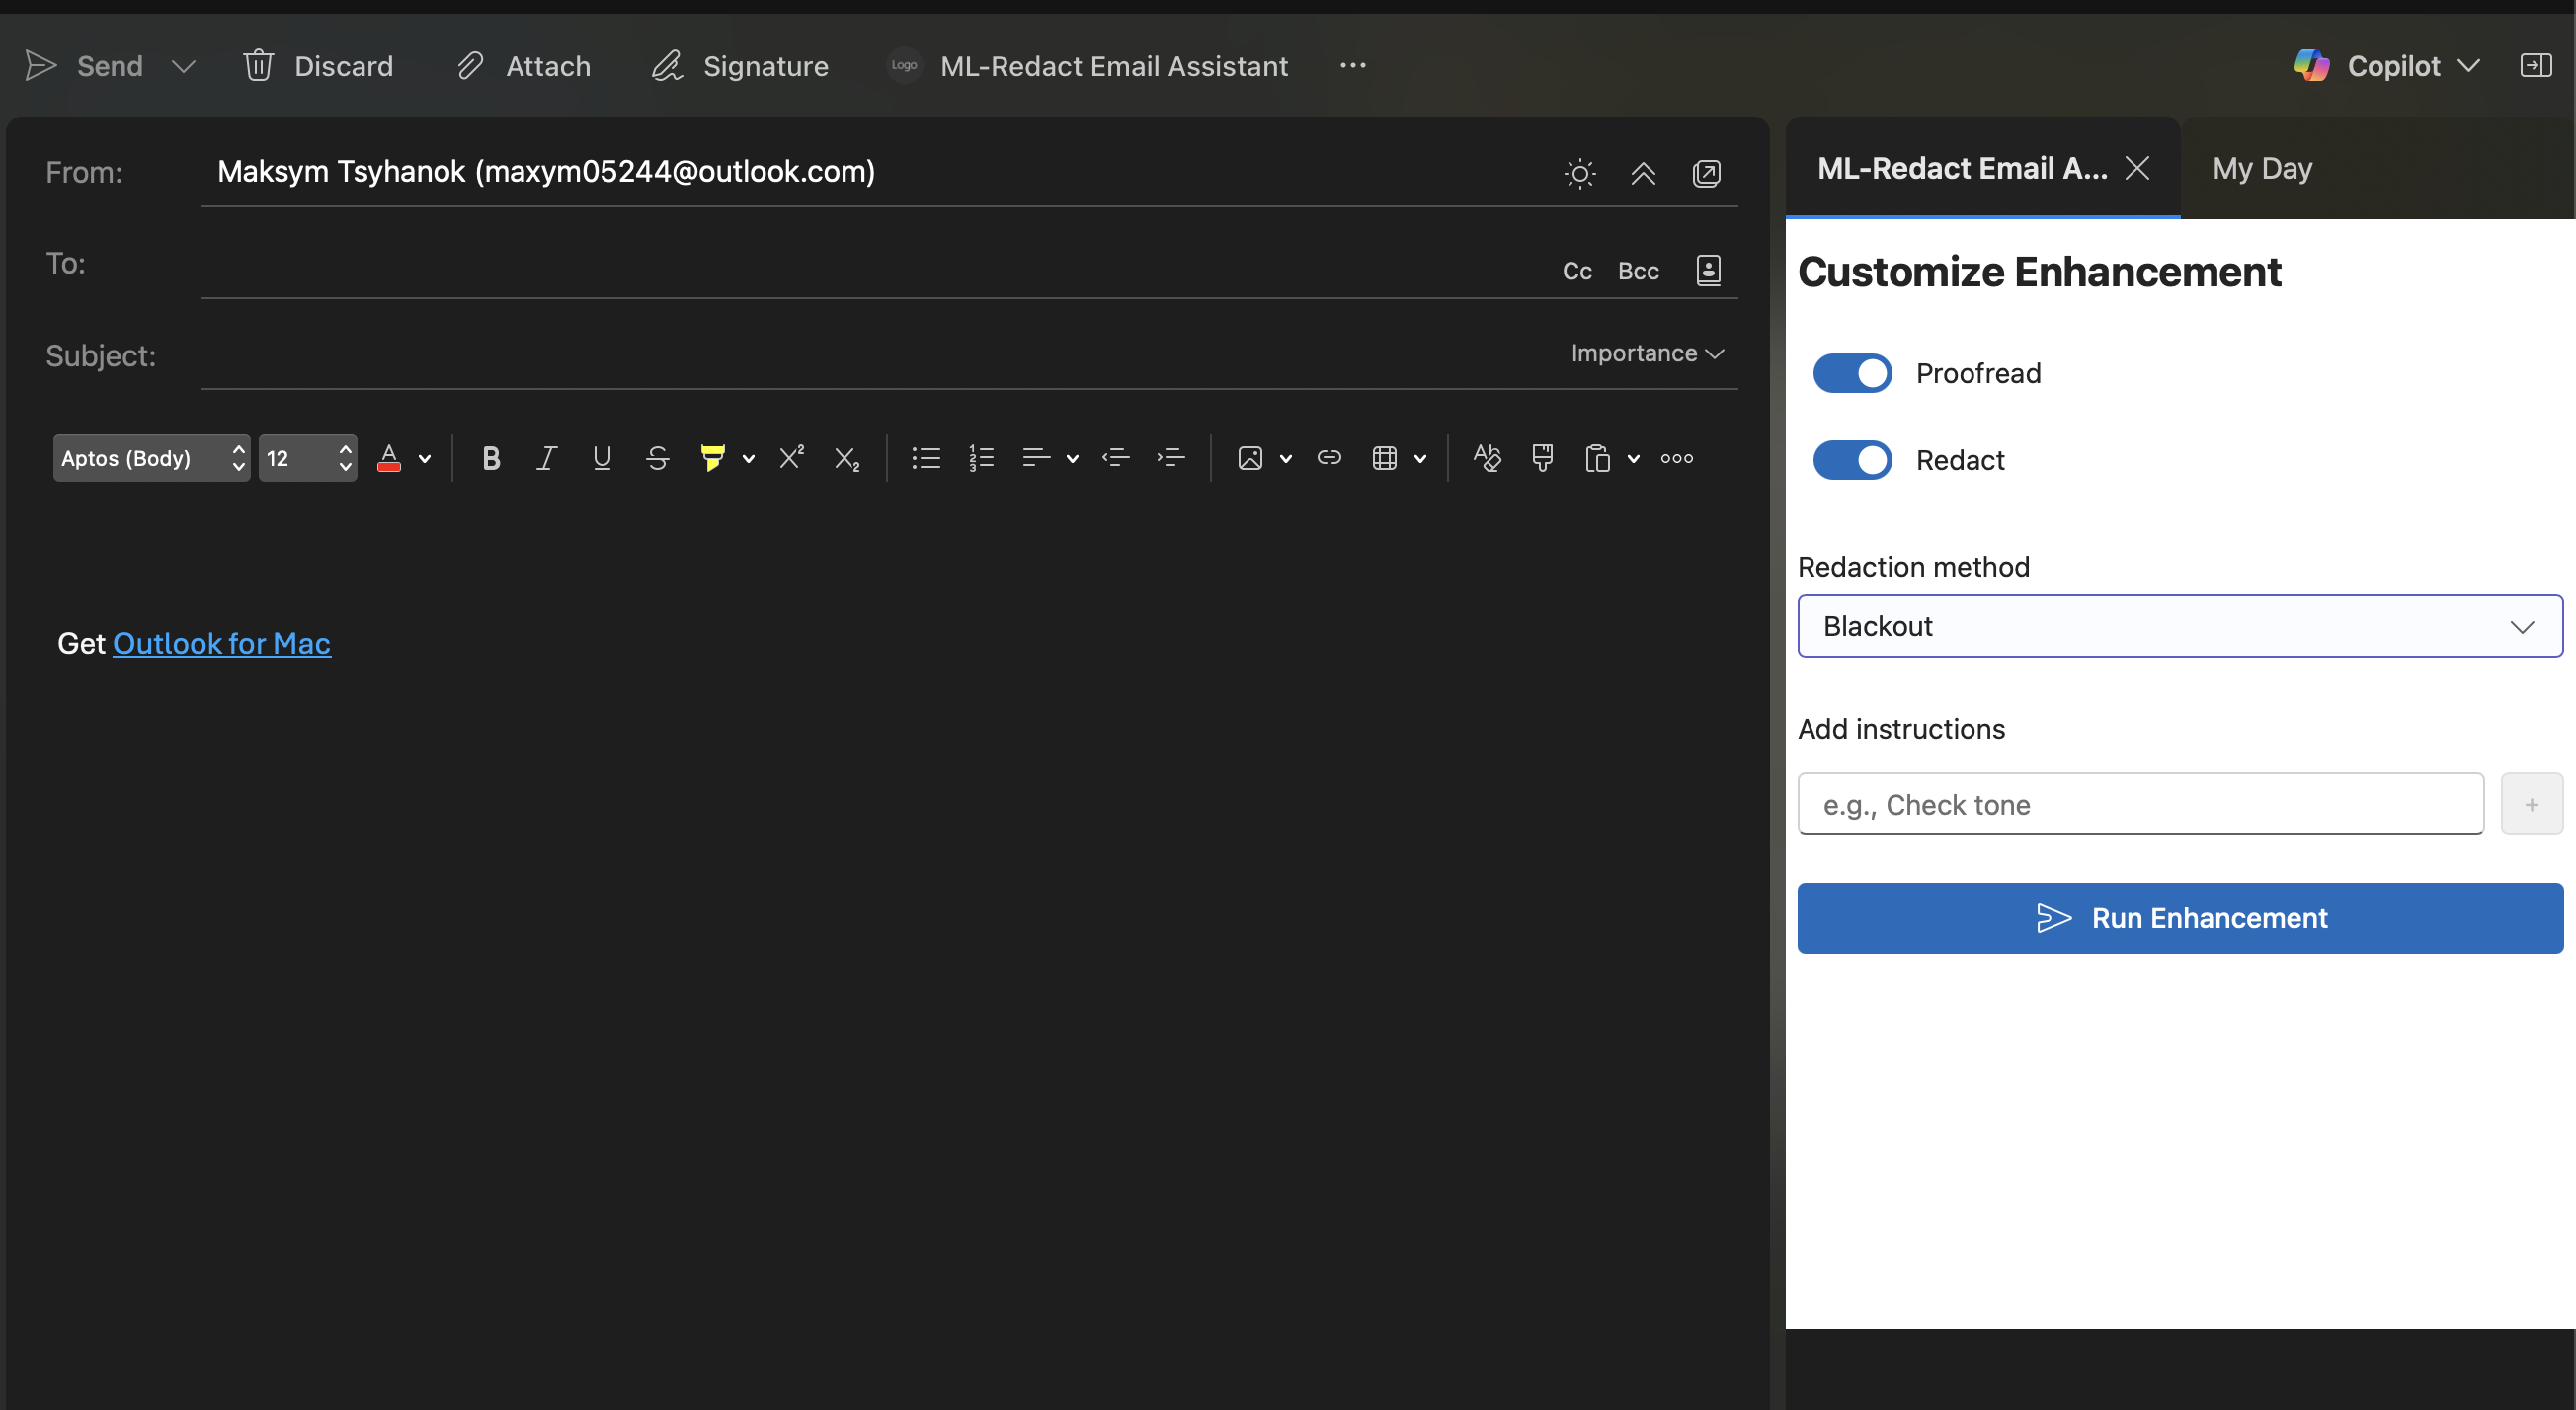 Send Discard Attach Signature Logo ML-Redact Email Assistant ... Copilot
From: Maksym Tsyhanok (maxym05244@outlook.com)
To: Cc Bcc
Subject: Importance
Aptos (Body) 12 A B I U S X² X₂
Get Outlook for Mac
ML-Redact Email A... My Day
Customize Enhancement
Proofread
Redact
Redaction method
Blackout
Add instructions
e.g., Check tone +
Run Enhancement